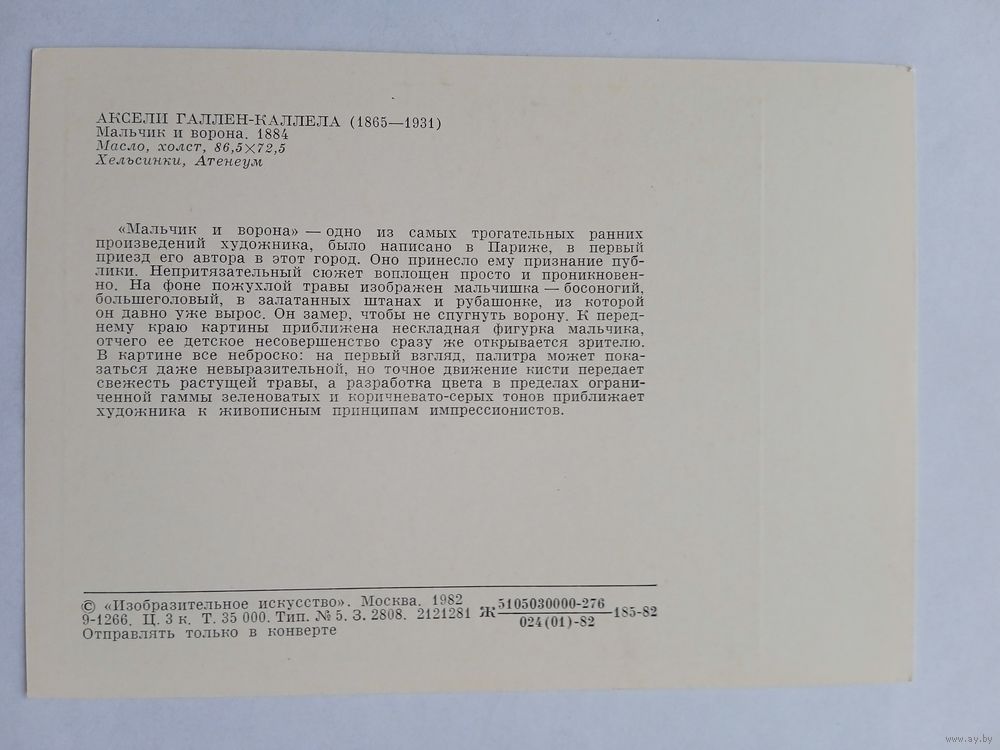 АКСЕЛИ ГАЛЛЕН-КАЛЛЕЛА (1865—1931)
Мальчик и ворона. 1884
Масло, холст, 86,5×72,5
Хельсинки, Атенеум
«Мальчик и ворона» — одно из самых трогательных ранних
произведений художника, было написано в Париже, в первый
приезд его автора в этот город. Оно принесло ему признание пуб-
лики. Непритязательный сюжет воплощен просто и проникновен-
но. На фоне пожухлой травы изображен мальчишка — босоногий,
большеголовый, в залатанных штанах и рубашонке, из которой
он давно уже вырос. Он замер, чтобы не спугнуть ворону. К перед-
нему краю картины приближена нескладная фигурка мальчика,
отчего ее детское несовершенство сразу же открывается зрителю.
В картине все неброско: на первый взгляд, палитра может пока-
заться даже невыразительной, но точное движение кисти передает
свежесть растущей травы, а разработка цвета в пределах ограни-
ченной гаммы зеленоватых и коричневато-серых тонов приближает
художника к живописным принципам импрессионистов.
© «Изобразительное искусство». Москва. 1982
9-1266. Ц. 3 к. Т. 35 000. Тип. № 5. З. 2808. 2121281 Ж 5105030000-276 185-82
024(01)-82
Отправлять только в конверте
www.ay.by